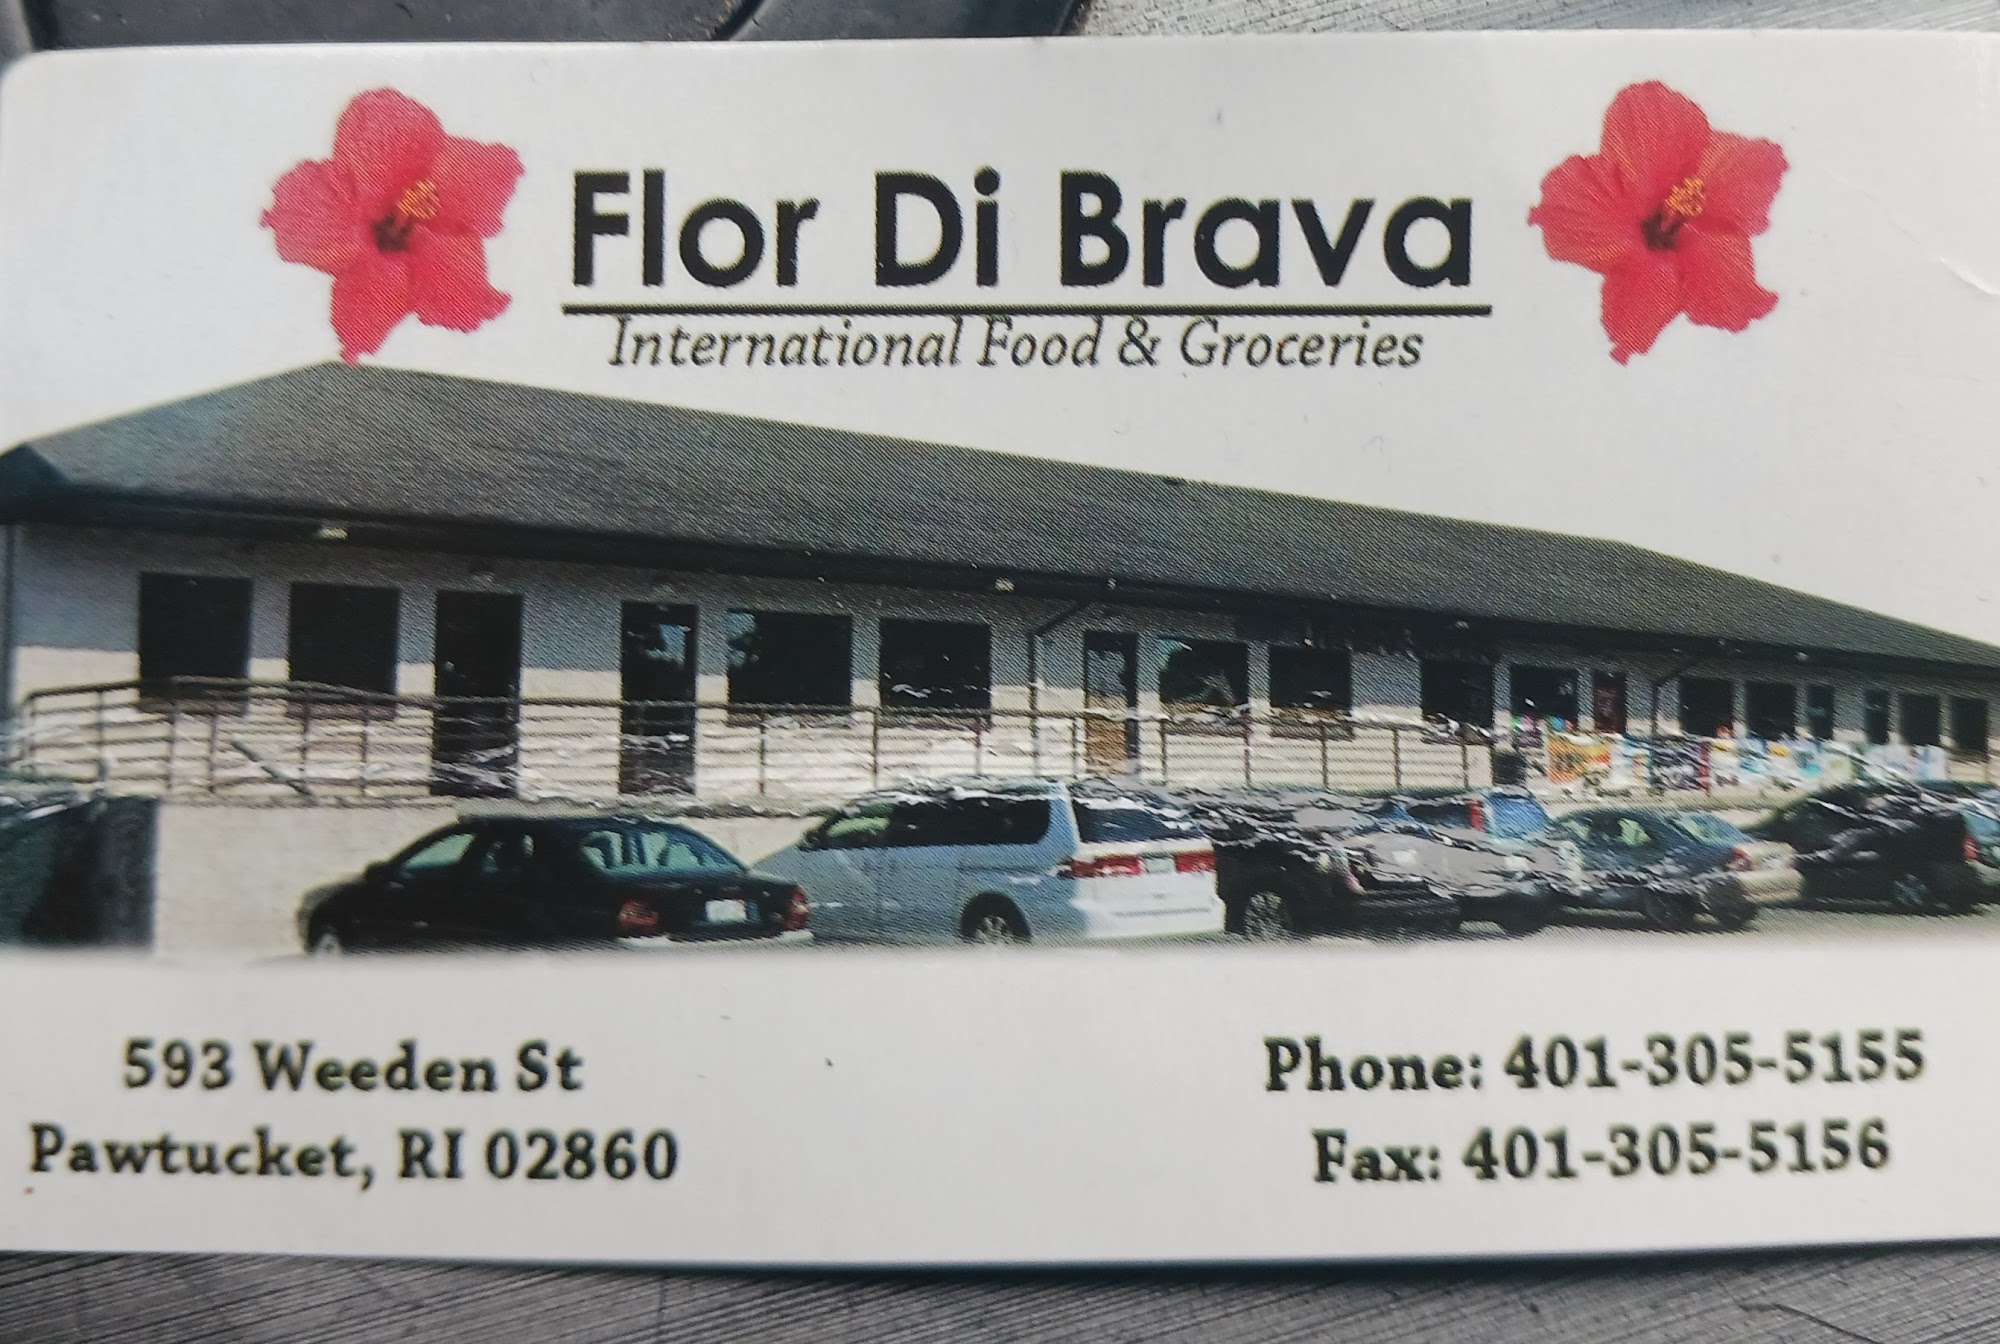 Flor Di Brava
International Food & Groceries
593 Weeden St
Pawtucket, RI 02860
Phone: 401-305-5155
Fax: 401-305-5156